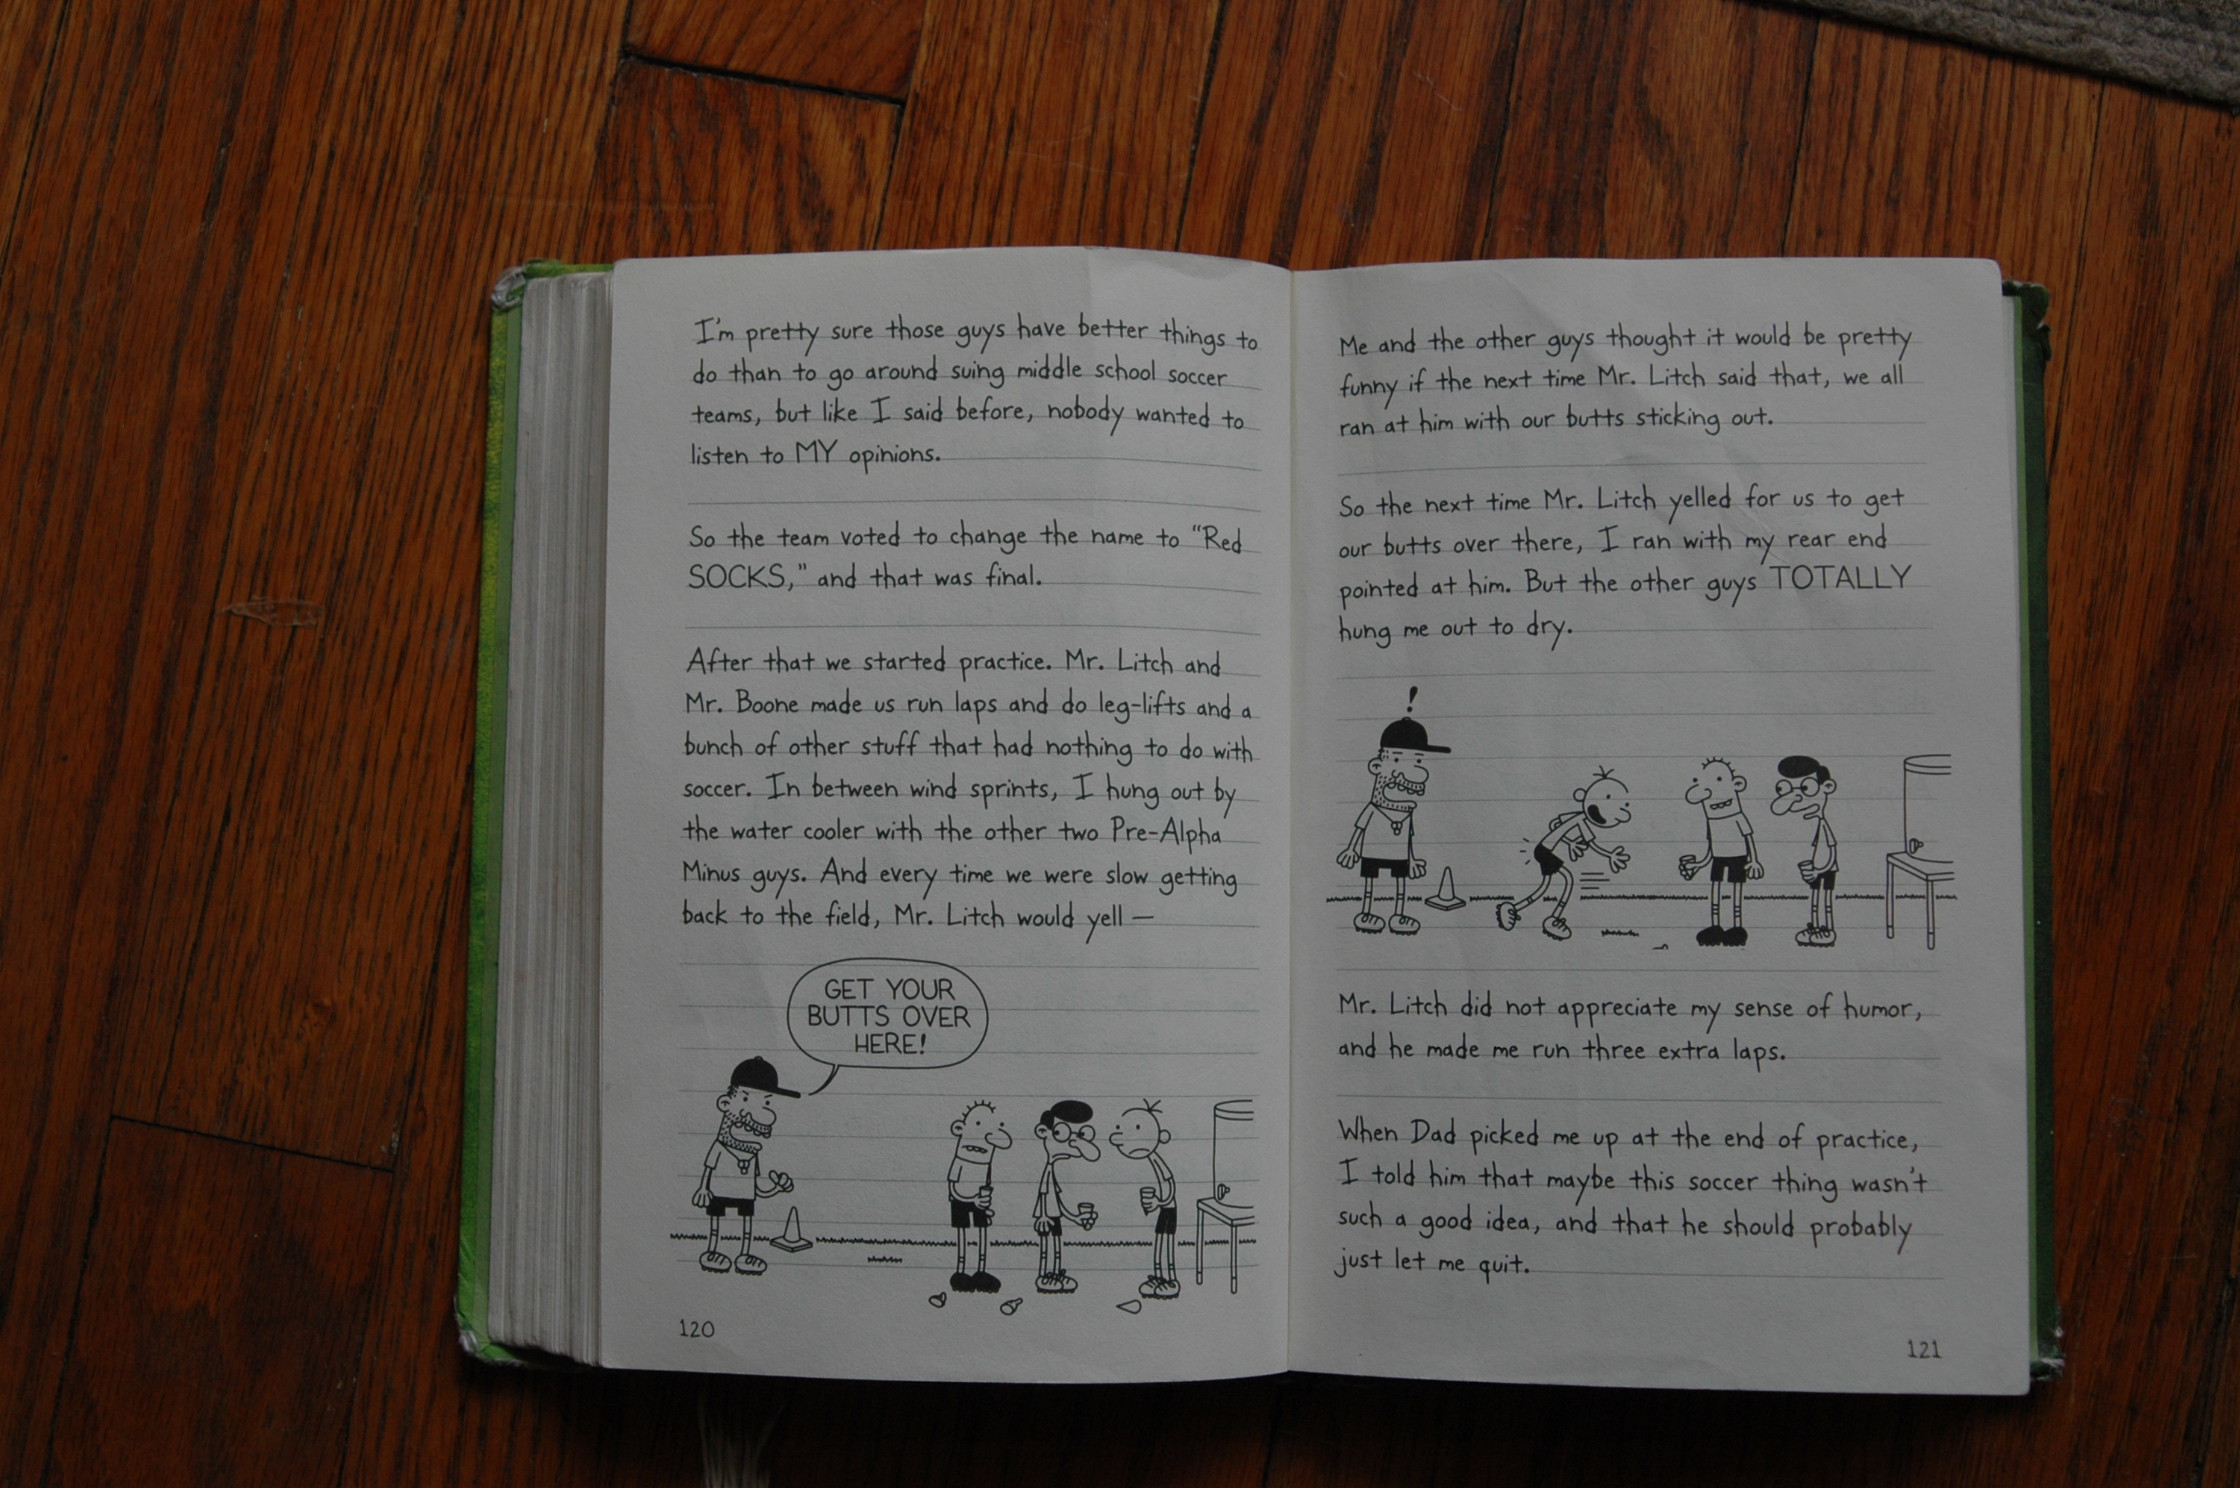 I'm pretty sure those guys have better things to
do than to go around suing middle school soccer
teams, but like I said before, nobody wanted to
listen to MY opinions.
So the team voted to change the name to "Red
SOCKS," and that was final.
After that we started practice. Mr. Litch and
Mr. Boone made us run laps and do leg-lifts and a
bunch of other stuff that had nothing to do with
soccer. In between wind sprints, I hung out by
the water cooler with the other two Pre-Alpha
Minus guys. And every time we were slow getting
back to the field, Mr. Litch would yell—
GET YOUR
BUTTS OVER
HERE!
120
Me and the other guys thought it would be pretty
funny if the next time Mr. Litch said that, we all
ran at him with our butts sticking out.
So the next time Mr. Litch yelled for us to get
our butts over there, I ran with my rear end
pointed at him. But the other guys TOTALLY
hung me out to dry.
!
Mr. Litch did not appreciate my sense of humor,
and he made me run three extra laps.
When Dad picked me up at the end of practice,
I told him that maybe this soccer thing wasn't
such a good idea, and that he should probably
just let me quit.
121